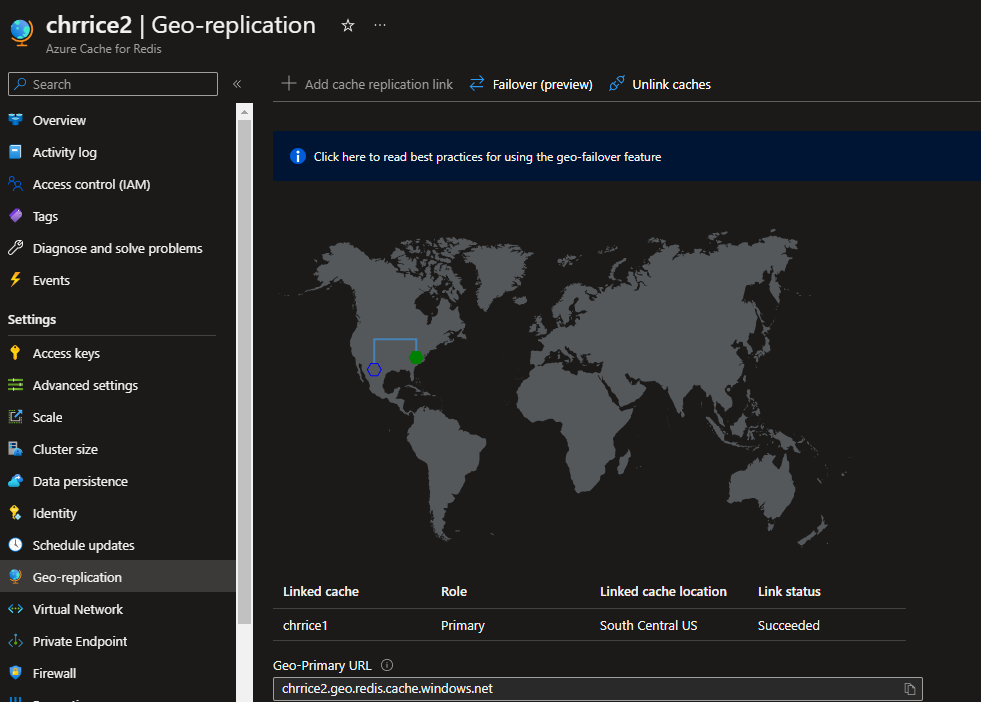 chrrice2 | Geo-replication
Azure Cache for Redis
Search
Add cache replication link
Failover (preview)
Unlink caches
Click here to read best practices for using the geo-failover feature
Overview
Activity log
Access control (IAM)
Tags
Diagnose and solve problems
Events
Settings
Access keys
Advanced settings
Scale
Cluster size
Data persistence
Identity
Schedule updates
Geo-replication
Virtual Network
Private Endpoint
Firewall
Linked cache Role Linked cache location Link status
chrrice1 Primary South Central US Succeeded
Geo-Primary URL
chrrice2.geo.redis.cache.windows.net